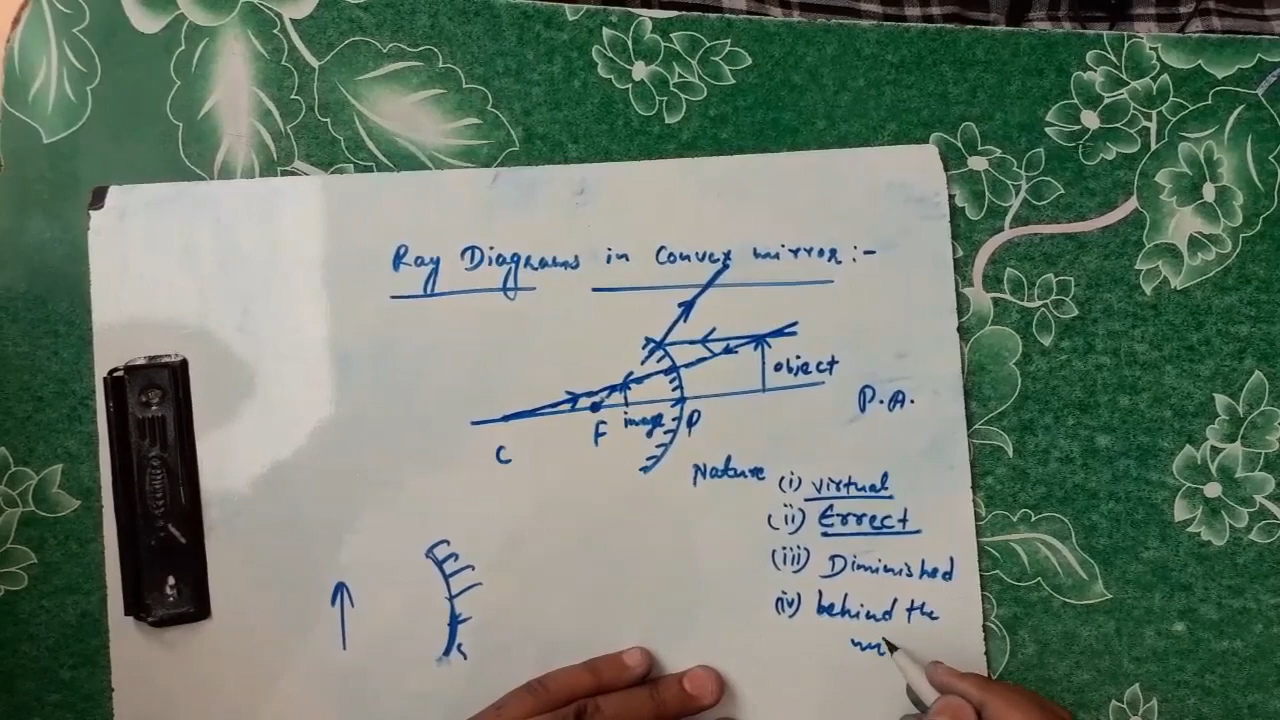 Ray Diagrams in Convex mirror :-
object
P.A.
C F image P
Nature (i) virtual
(ii) Errect
(iii) Diminished
(iv) behind the